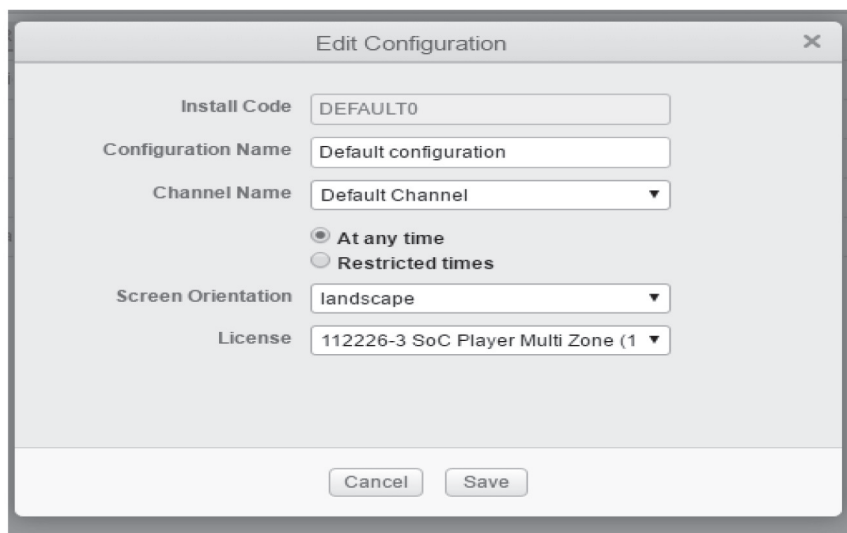 Edit Configuration
Install Code DEFAULT0
Configuration Name Default configuration
Channel Name Default Channel
At any time
Restricted times
Screen Orientation landscape
License 112226-3 SoC Player Multi Zone (1
Cancel Save